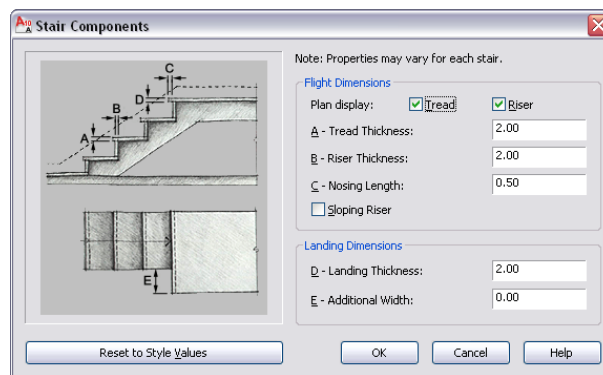 Stair Components
Note: Properties may vary for each stair.
Flight Dimensions
Plan display: Tread Riser
A - Tread Thickness: 2.00
B - Riser Thickness: 2.00
C - Nosing Length: 0.50
Sloping Riser
Landing Dimensions
D - Landing Thickness: 2.00
E - Additional Width: 0.00
C
D
B
A
E
Reset to Style Values OK Cancel Help